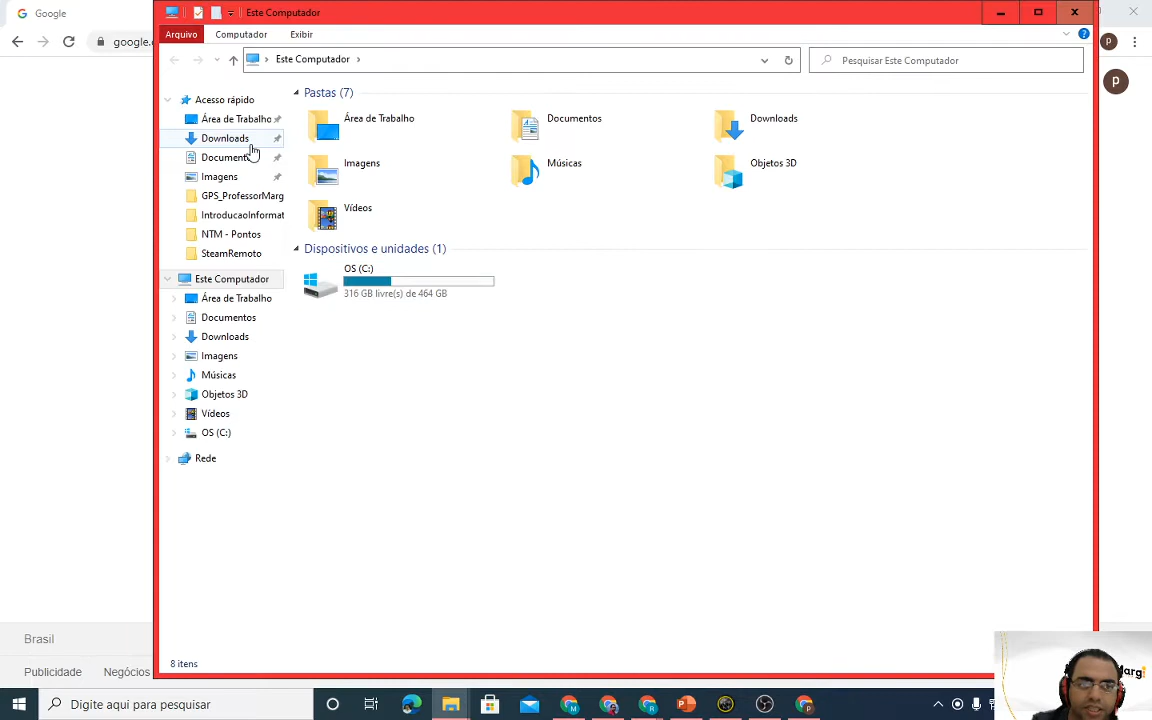 Google
Este Computador
Arquivo
Computador
Exibir
google.
p
Este Computador
Pesquisar Este Computador
p
Acesso rápido
Área de Trabalho
Downloads
Imagens
GPS_ProfessorMarg
IntroducaoInformat
NTM - Pontos
SteamRemoto
Este Computador
Área de Trabalho
Documentos
Downloads
Imagens
Músicas
Objetos 3D
Vídeos
OS (C:)
Rede
Pastas (7)
Área de Trabalho
Documentos
Downloads
Imagens
Músicas
Objetos 3D
Vídeos
Dispositivos e unidades (1)
OS (C:)
316 GB livre(s) de 464 GB
8 itens
Brasil
Publicidade
Negócios
Digite aqui para pesquisar